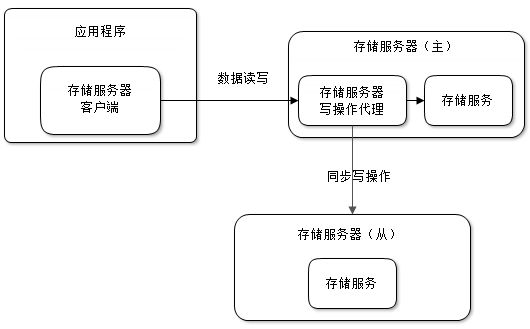 应用程序
存储服务器
客户端
数据读写
存储服务器（主）
存储服务器
写操作代理
存储服务
同步写操作
存储服务器（从）
存储服务